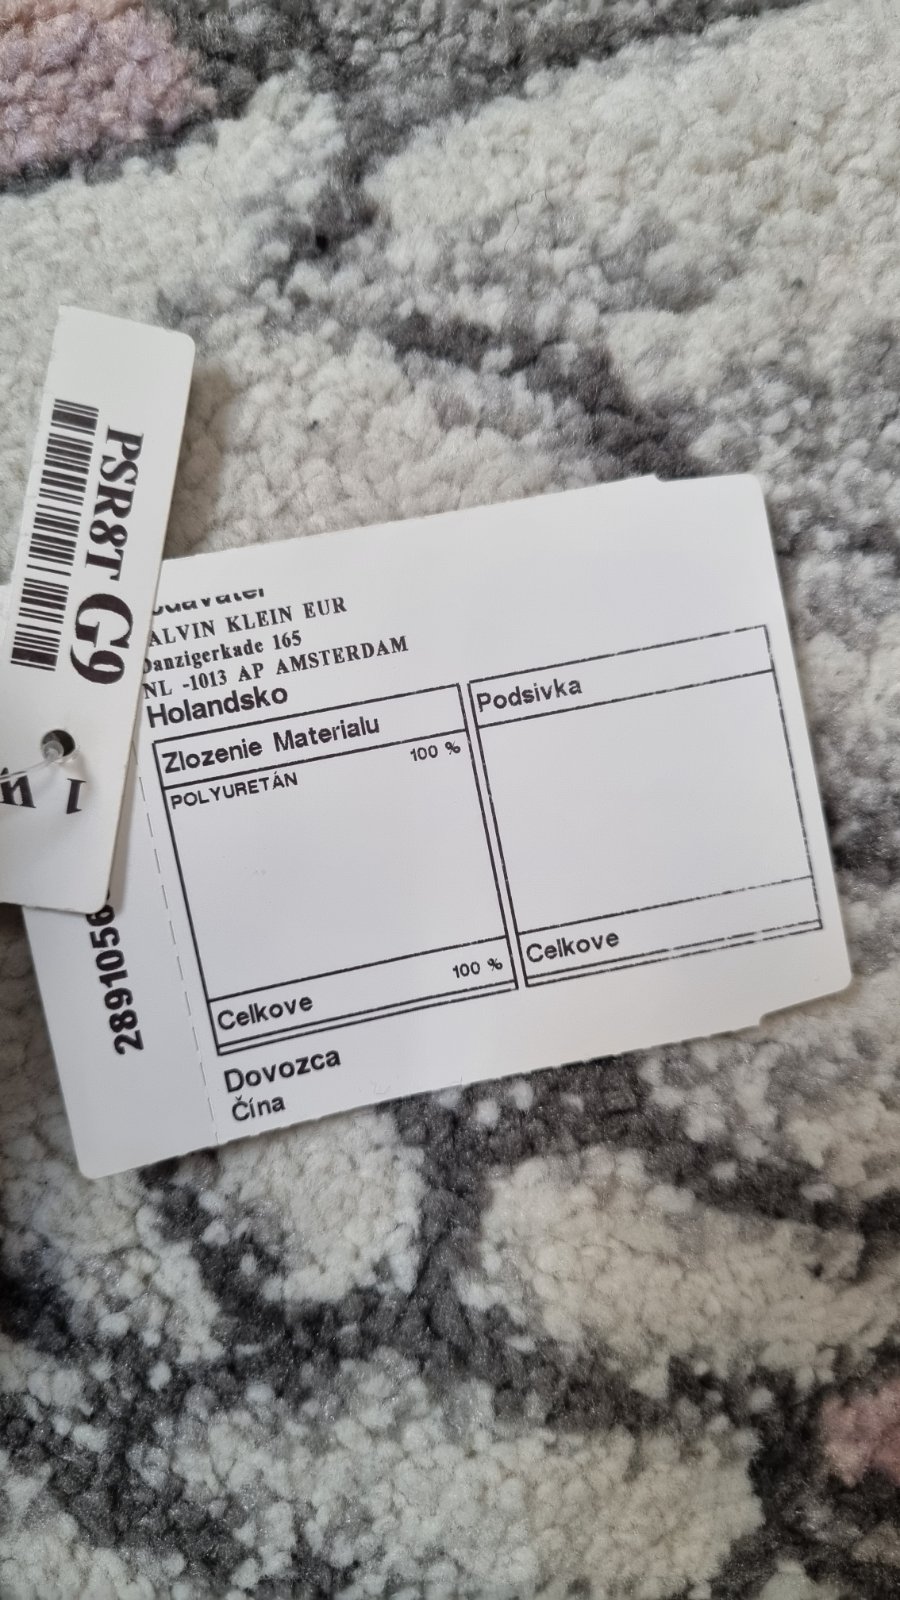 PSR8T G9
ALVIN KLEIN EUR
Danzigerkade 165
NL -1013 AP AMSTERDAM
Holandsko
Zlozenie Materialu
100 %
POLYURETÁN
Celkove
100 %
Podsivka
Celkove
Dovozca
Čína
2891056